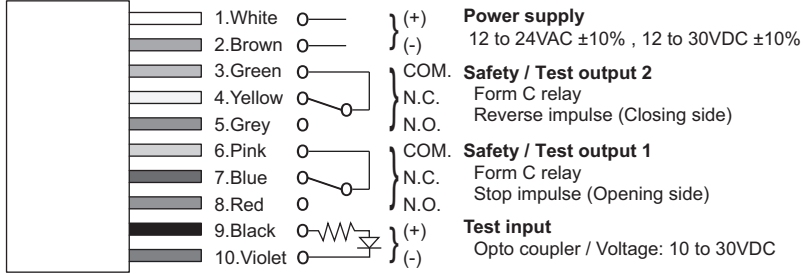 1.White (+) Power supply
2.Brown (-) 12 to 24VAC ±10% , 12 to 30VDC ±10%
3.Green COM. Safety / Test output 2
4.Yellow N.C. Form C relay
5.Grey N.O. Reverse impulse (Closing side)
6.Pink COM. Safety / Test output 1
7.Blue N.C. Form C relay
8.Red N.O. Stop impulse (Opening side)
9.Black (+) Test input
10.Violet (-) Opto coupler / Voltage: 10 to 30VDC